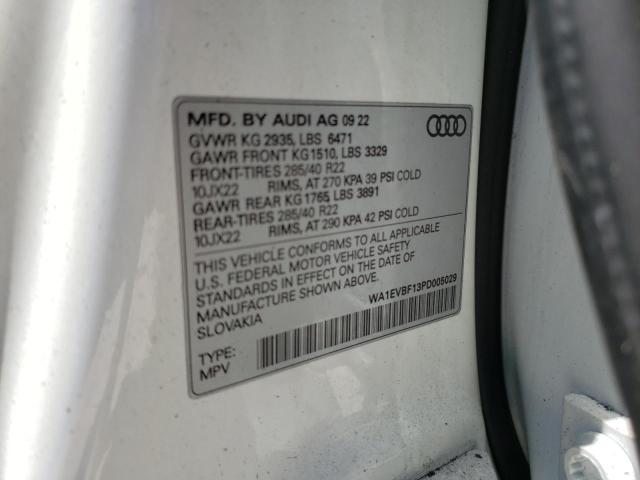 MFD. BY AUDI AG 09 22
GVWR KG 2935, LBS 6471
GAWR FRONT KG1510, LBS 3329
FRONT-TIRES 285/40 R22
10JX22 RIMS, AT 270 KPA 39 PSI COLD
GAWR REAR KG 1765 LBS 3891
REAR-TIRES 285/40 R22
10JX22 RIMS, AT 290 KPA 42 PSI COLD
THIS VEHICLE CONFORMS TO ALL APPLICABLE
U.S. FEDERAL MOTOR VEHICLE SAFETY
STANDARDS IN EFFECT ON THE DATE OF
MANUFACTURE SHOWN ABOVE.
SLOVAKIA
WA1EVBF13PD005029
TYPE:
MPV